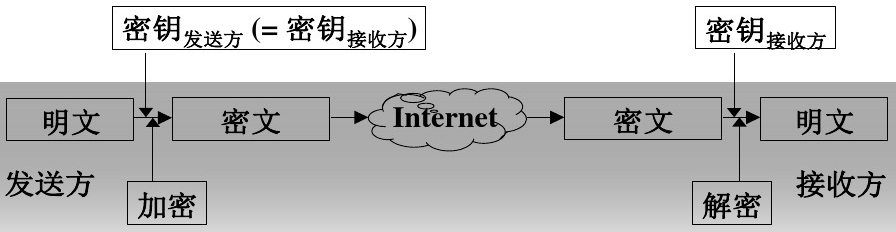 密钥发送方 (= 密钥接收方)
密钥接收方
明文
密文
Internet
密文
明文
发送方
加密
解密
接收方